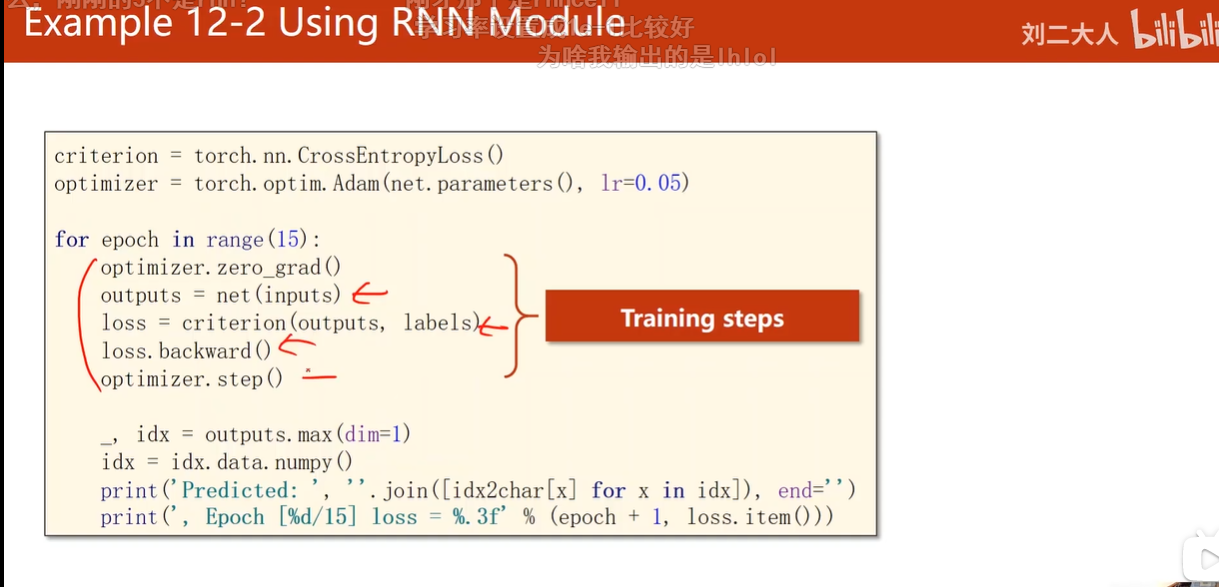 Example 12-2 Using RNN Module
比较好
为啥我输出的是lhlol
刘二大人 bilibili
criterion = torch.nn.CrossEntropyLoss()
optimizer = torch.optim.Adam(net.parameters(), lr=0.05)
for epoch in range(15):
optimizer.zero_grad()
outputs = net(inputs)
loss = criterion(outputs, labels)
loss.backward()
optimizer.step()
Training steps
_, idx = outputs.max(dim=1)
idx = idx.data.numpy()
print('Predicted: ', ''.join([idx2char[x] for x in idx]), end='')
print(', Epoch [%d/15] loss = %.3f' % (epoch + 1, loss.item()))